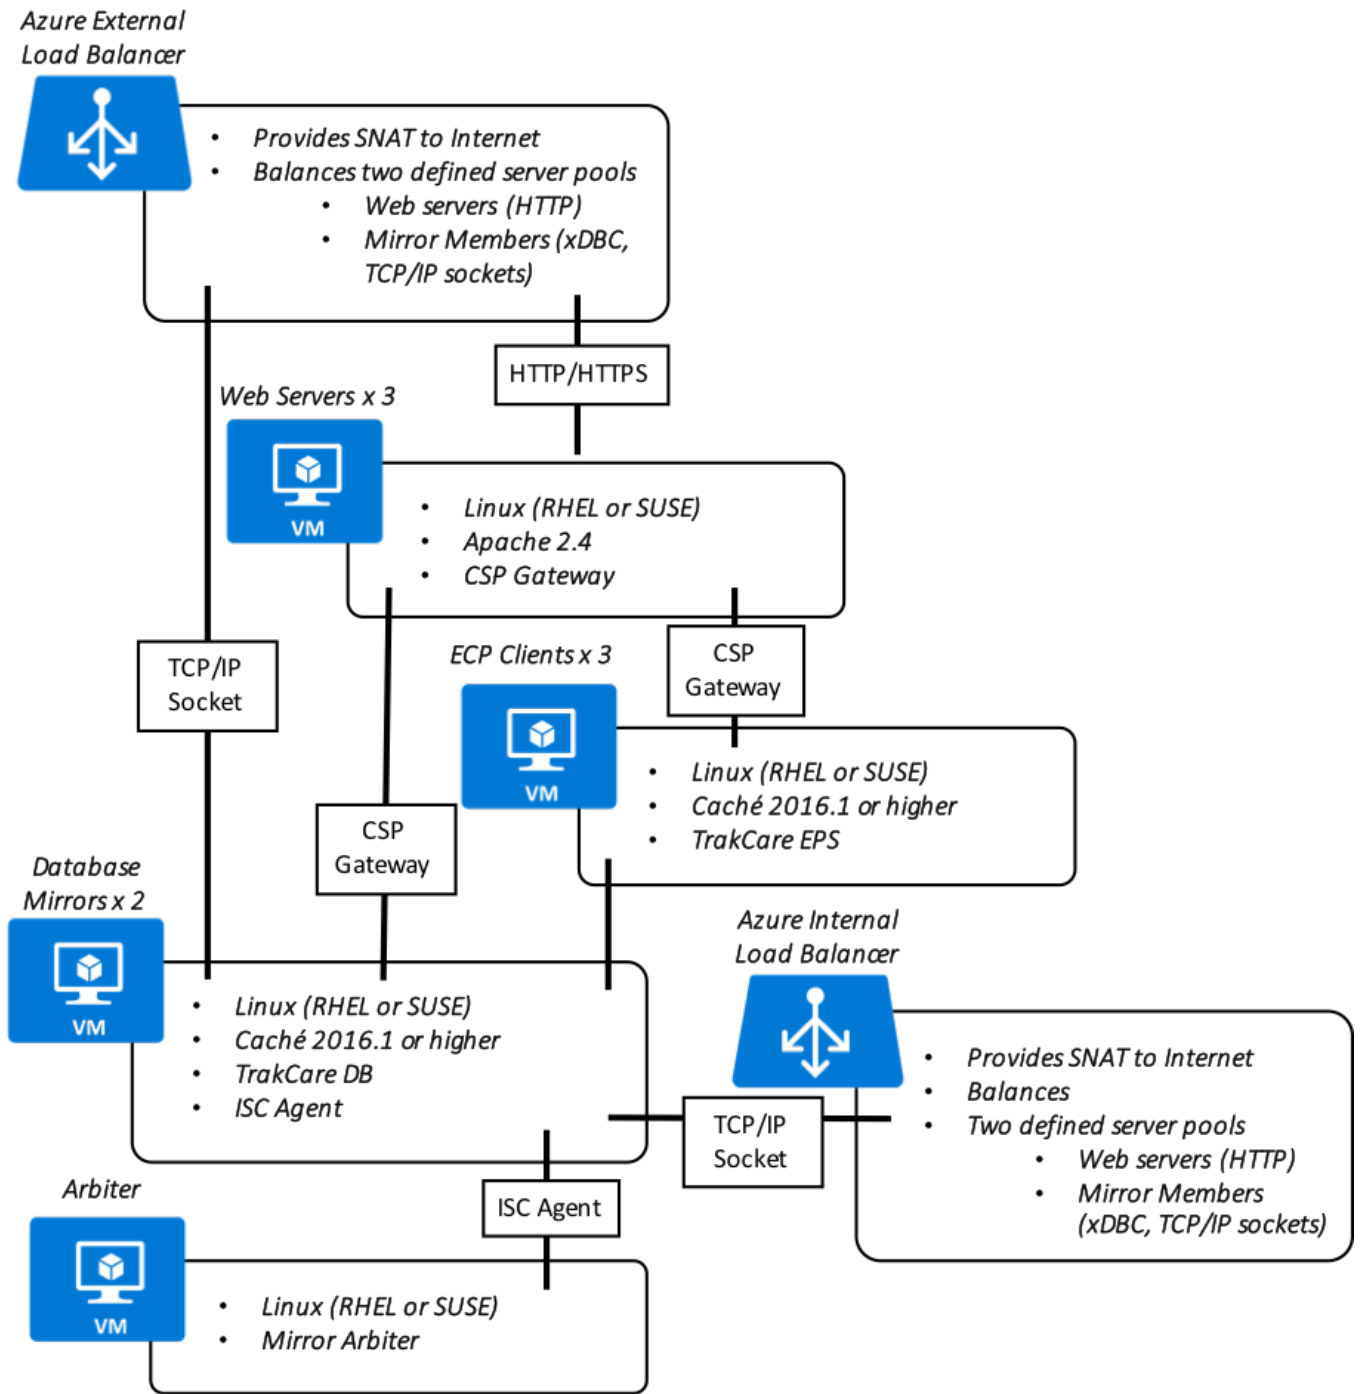 Azure External
Load Balancer
• Provides SNAT to Internet
• Balances two defined server pools
• Web servers (HTTP)
• Mirror Members (xDBC,
TCP/IP sockets)
HTTP/HTTPS
Web Servers x 3
VM
• Linux (RHEL or SUSE)
• Apache 2.4
• CSP Gateway
TCP/IP
Socket
CSP
Gateway
ECP Clients x 3
VM
• Linux (RHEL or SUSE)
• Caché 2016.1 or higher
• TrakCare EPS
CSP
Gateway
Database
Mirrors x 2
VM
• Linux (RHEL or SUSE)
• Caché 2016.1 or higher
• TrakCare DB
• ISC Agent
Azure Internal
Load Balancer
• Provides SNAT to Internet
• Balances
• Two defined server pools
• Web servers (HTTP)
• Mirror Members
(xDBC, TCP/IP sockets)
TCP/IP
Socket
ISC Agent
Arbiter
VM
• Linux (RHEL or SUSE)
• Mirror Arbiter